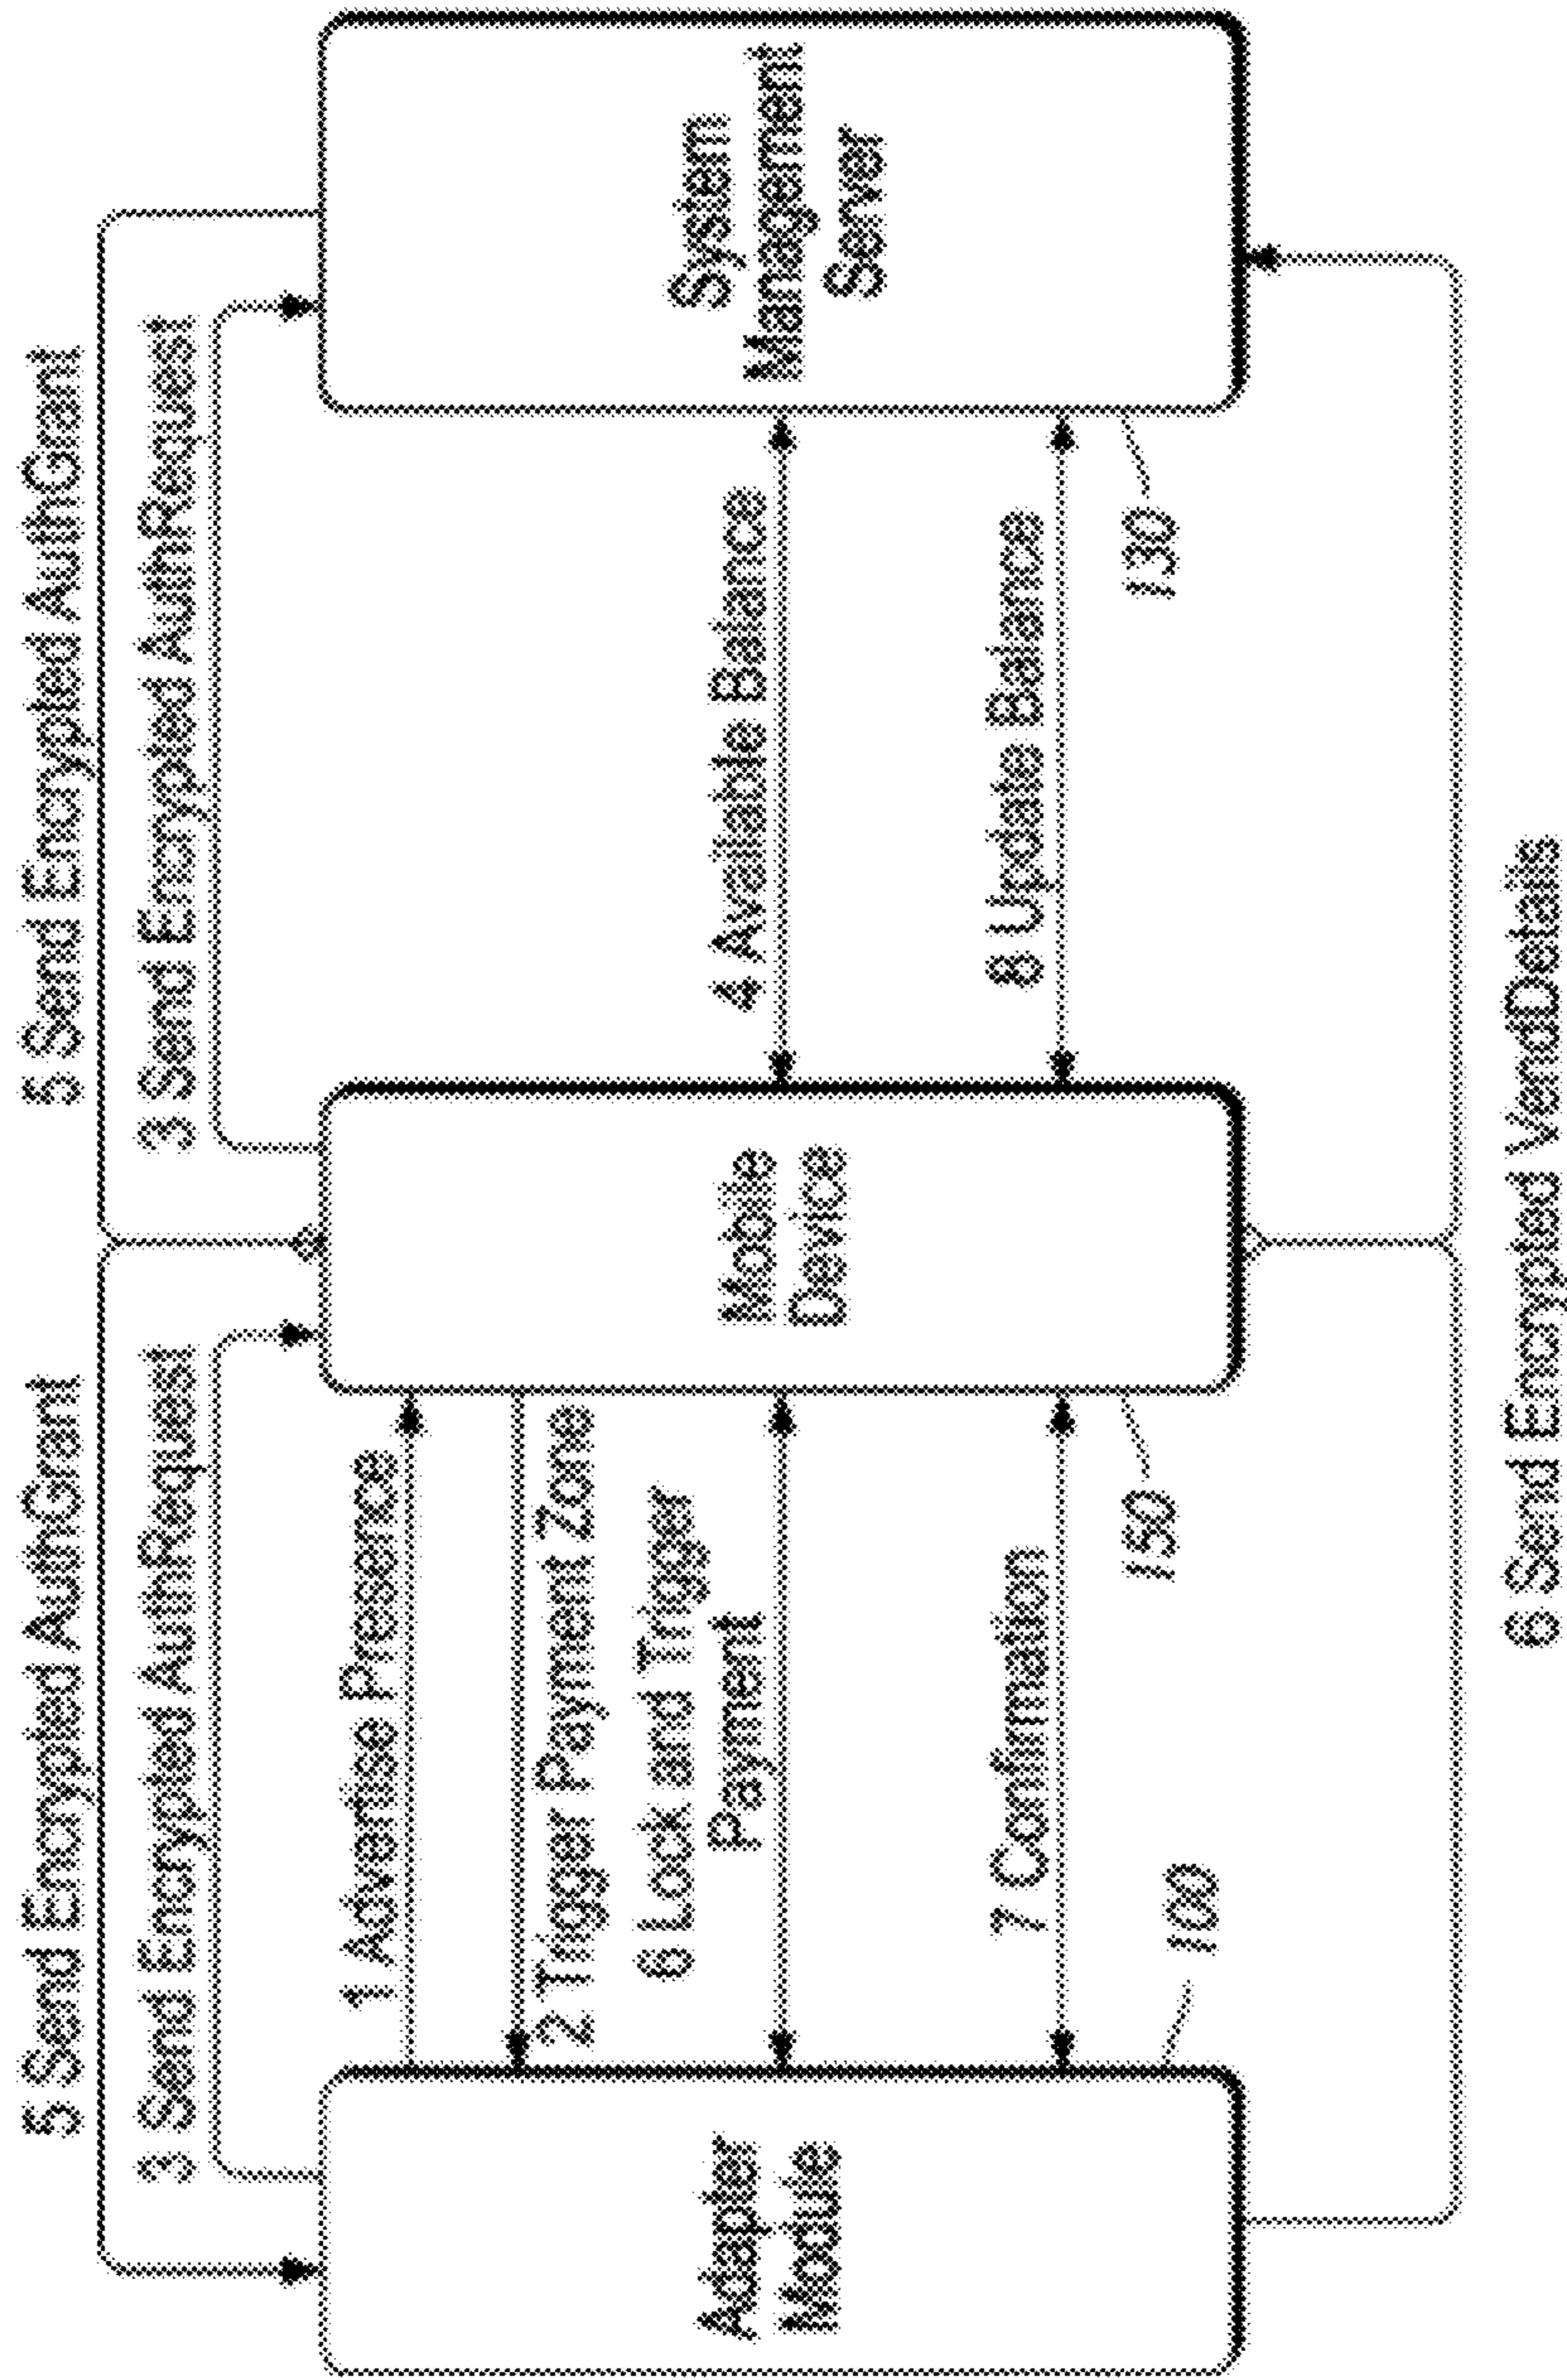 5 Send Encrypted AuthGrant
5 Send Encrypted AuthGrant
3 Send Encrypted AuthRequest
3 Send Encrypted AuthRequest
1 Advertise Presence
2 Trigger Payment Zone
6 Lock and Trigger
Payment
7 Confirmation
4 Available Balance
8 Update Balance
Adapter
Module
Mobile
Device
System
Management
Server
100
150
130
6 Send Encrypted VendDetails